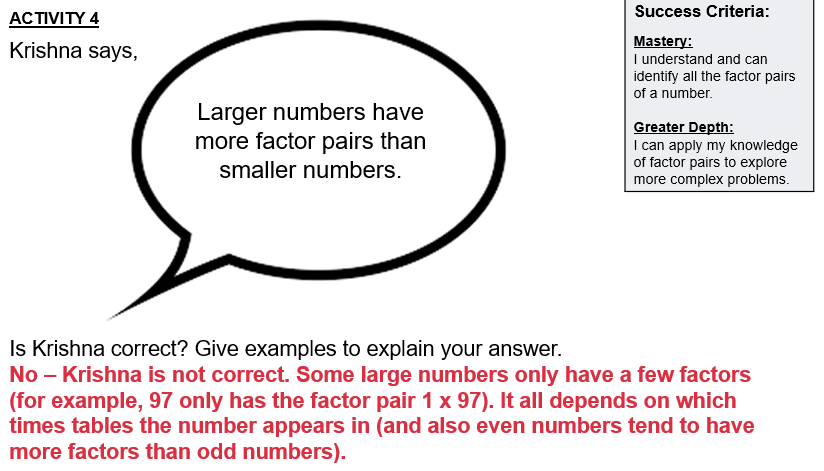 ACTIVITY 4
Krishna says,
Larger numbers have
more factor pairs than
smaller numbers.
Success Criteria:
Mastery:
I understand and can
identify all the factor pairs
of a number.
Greater Depth:
I can apply my knowledge
of factor pairs to explore
more complex problems.
Is Krishna correct? Give examples to explain your answer.
No – Krishna is not correct. Some large numbers only have a few factors
(for example, 97 only has the factor pair 1 x 97). It all depends on which
times tables the number appears in (and also even numbers tend to have
more factors than odd numbers).